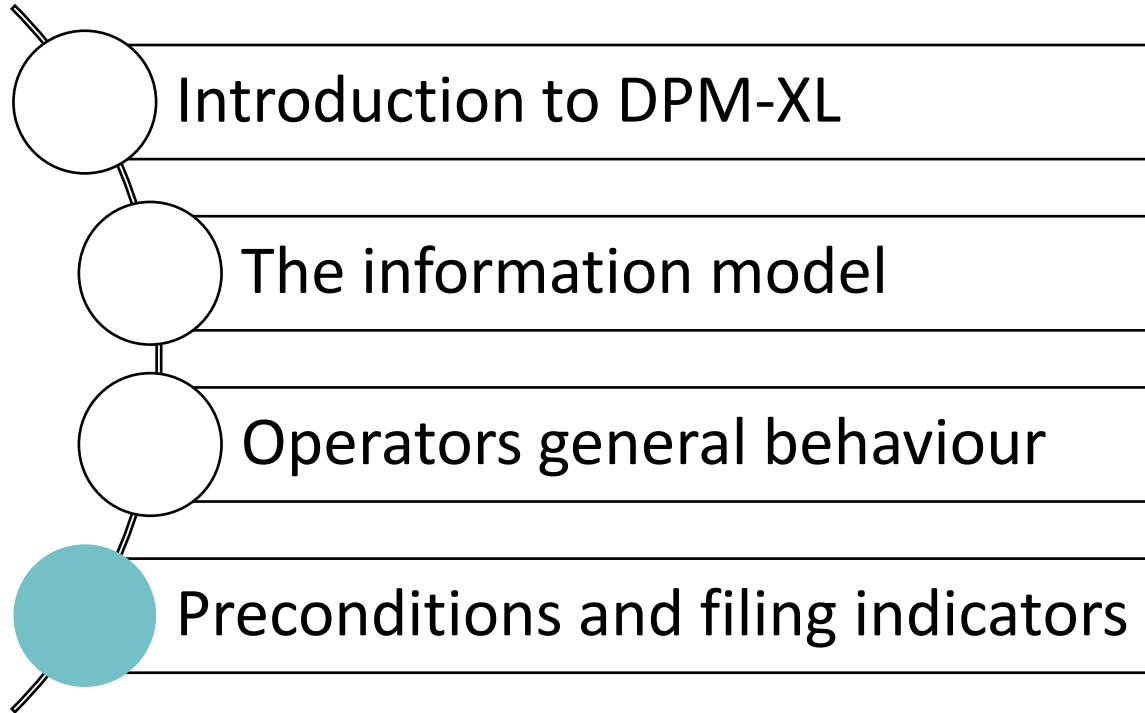 Introduction to DPM-XL
The information model
Operators general behaviour
Preconditions and filing indicators